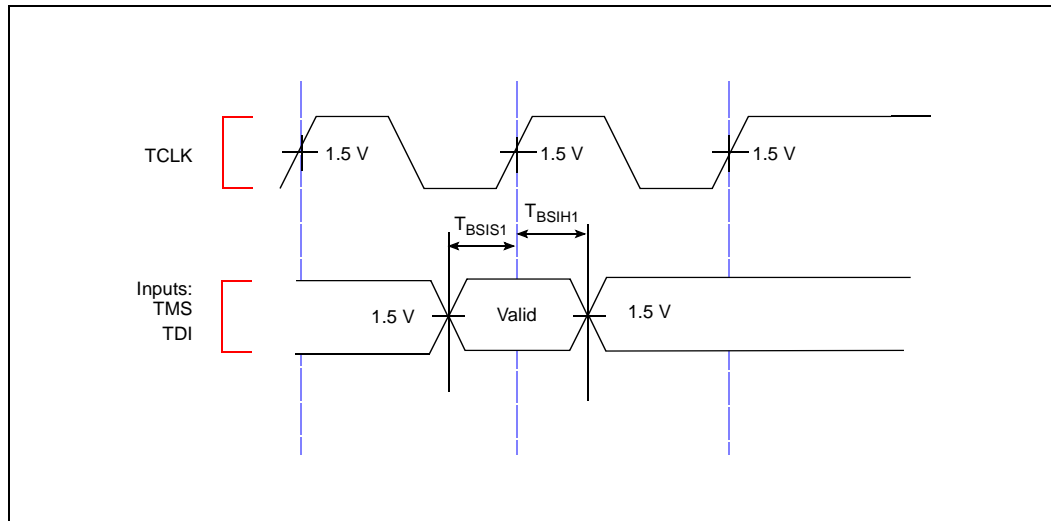 TCLK
1.5 V
1.5 V
1.5 V
TBSIS1
TBSIH1
Inputs:
TMS
TDI
1.5 V
Valid
1.5 V